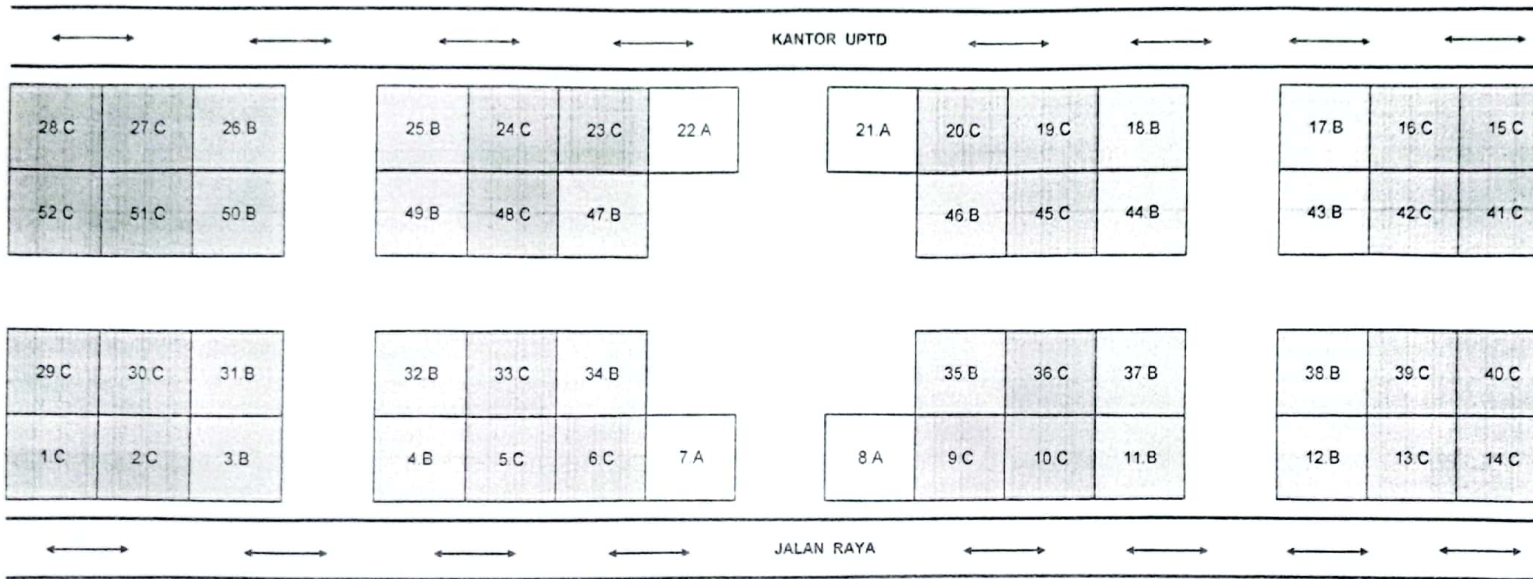 KANTOR UPTD
28.C 27.C 26.B 25.B 24.C 23.C 22.A 21.A 20.C 19.C 18.B 17.B 16.C 15.C
52.C 51.C 50.B 49.B 48.C 47.B 46.B 45.C 44.B 43.B 42.C 41.C
29.C 30.C 31.B 32.B 33.C 34.B 35.B 36.C 37.B 38.B 39.C 40.C
1.C 2.C 3.B 4.B 5.C 6.C 7.A 8.A 9.C 10.C 11.B 12.B 13.C 14.C
JALAN RAYA